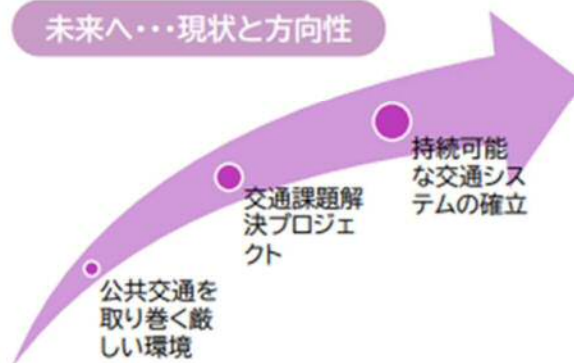 未来へ・・・現状と方向性
持続可能
な交通シス
テムの確立
交通課題解
決プロジェ
クト
公共交通を
取り巻く厳
しい環境